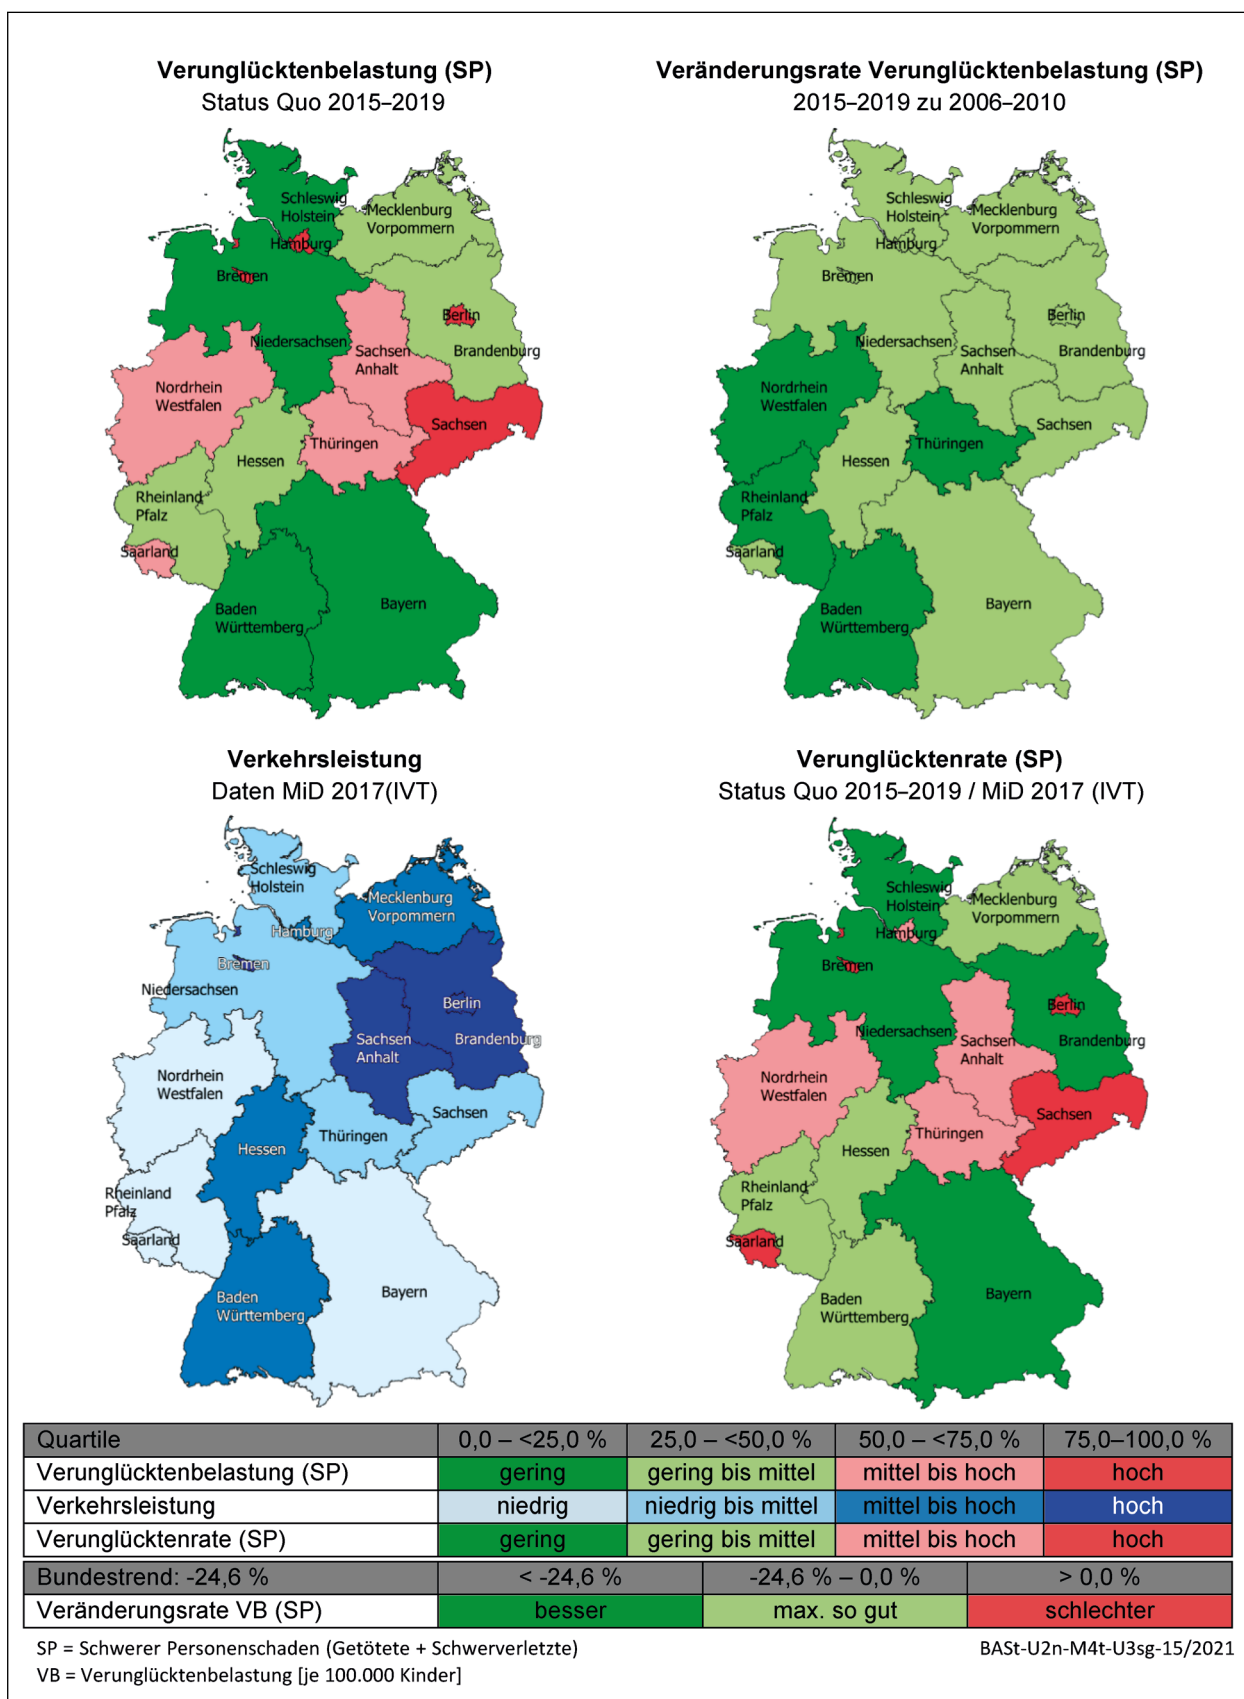 Verunglücktenbelastung (SP)
Status Quo 2015–2019
Schleswig
Holstein
Mecklenburg
Vorpommern
Hamburg
Bremen
Berlin
Niedersachsen
Sachsen
Anhalt
Brandenburg
Nordrhein
Westfalen
Sachsen
Thüringen
Hessen
Rheinland
Pfalz
Saarland
Baden
Württemberg
Bayern
Veränderungsrate Verunglücktenbelastung (SP)
2015–2019 zu 2006–2010
Schleswig
Holstein
Mecklenburg
Vorpommern
Hamburg
Bremen
Berlin
Niedersachsen
Sachsen
Anhalt
Brandenburg
Nordrhein
Westfalen
Sachsen
Thüringen
Hessen
Rheinland
Pfalz
Saarland
Baden
Württemberg
Bayern
Verkehrsleistung
Daten MiD 2017(IVT)
Schleswig
Holstein
Mecklenburg
Vorpommern
Hamburg
Bremen
Niedersachsen
Berlin
Sachsen
Anhalt
Brandenburg
Nordrhein
Westfalen
Sachsen
Thüringen
Hessen
Rheinland
Pfalz
Saarland
Baden
Württemberg
Bayern
Verunglücktenrate (SP)
Status Quo 2015–2019 / MiD 2017 (IVT)
Schleswig
Holstein
Mecklenburg
Vorpommern
Hamburg
Bremen
Berlin
Niedersachsen
Sachsen
Anhalt
Brandenburg
Nordrhein
Westfalen
Sachsen
Thüringen
Hessen
Rheinland
Pfalz
Saarland
Baden
Württemberg
Bayern
Quartile 0,0 – <25,0 % 25,0 – <50,0 % 50,0 – <75,0 % 75,0–100,0 %
Verunglücktenbelastung (SP) gering gering bis mittel mittel bis hoch hoch
Verkehrsleistung niedrig niedrig bis mittel mittel bis hoch hoch
Verunglücktenrate (SP) gering gering bis mittel mittel bis hoch hoch
Bundestrend: -24,6 % < -24,6 % -24,6 % – 0,0 % > 0,0 %
Veränderungsrate VB (SP) besser max. so gut schlechter
SP = Schwerer Personenschaden (Getötete + Schwerverletzte) BASt-U2n-M4t-U3sg-15/2021
VB = Verunglücktenbelastung [je 100.000 Kinder]